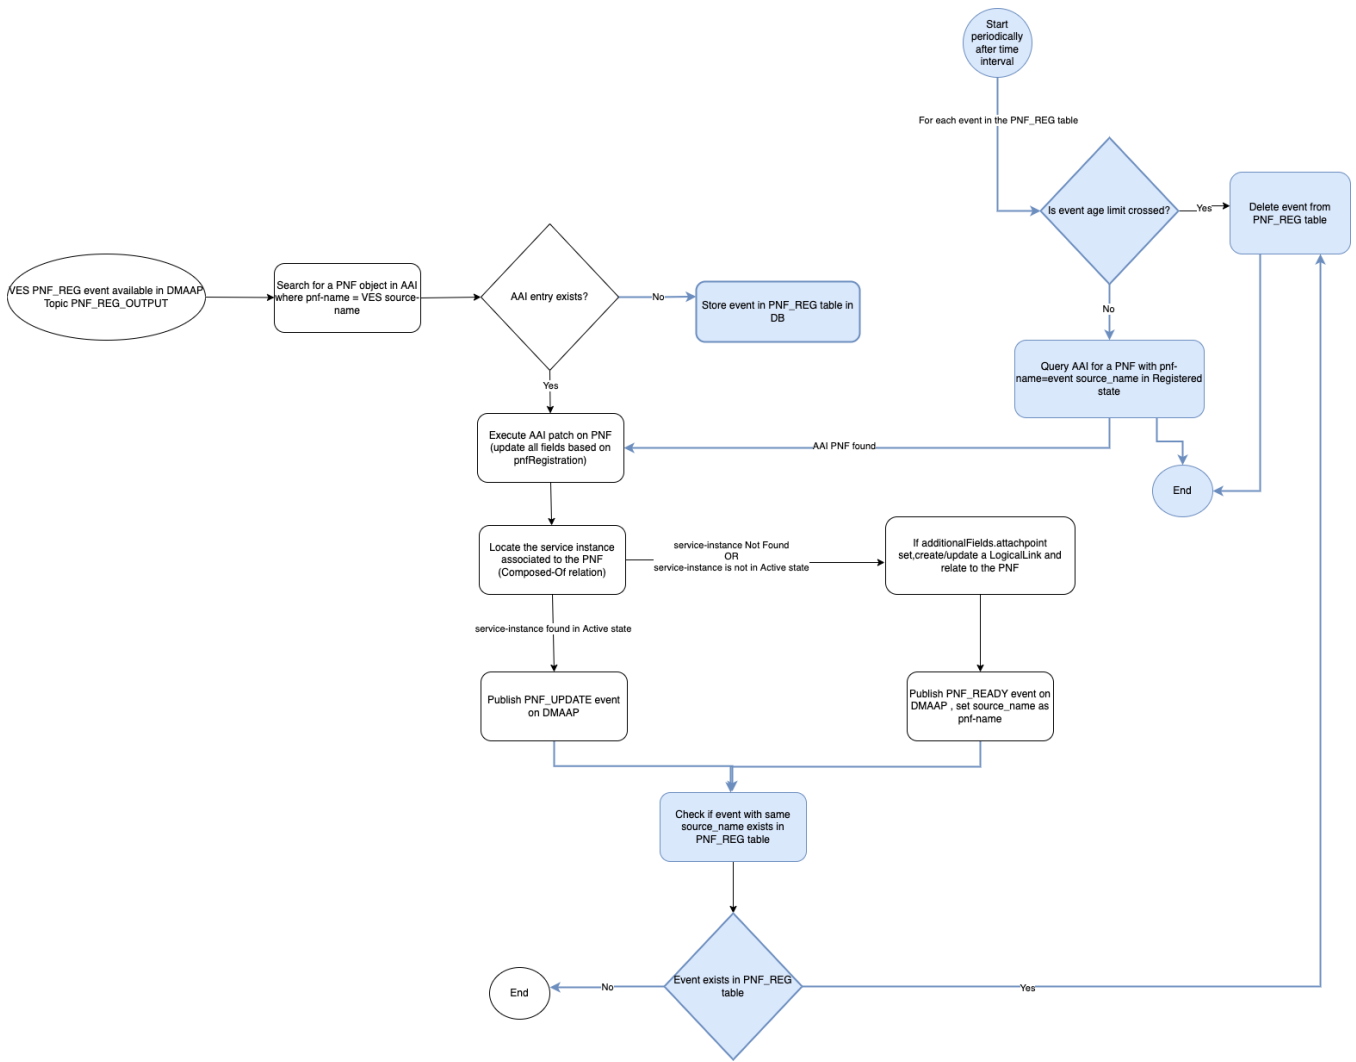 Start
periodically
after time
interval
For each event in the PNF_REG table
Is event age limit crossed?
Yes
Delete event from
PNF_REG table
VES PNF_REG event available in DMAAP
Topic PNF_REG_OUTPUT
Search for a PNF object in AAI
where pnf-name = VES source-
name
AAI entry exists?
No
Store event in PNF_REG table in
DB
No
Query AAI for a PNF with pnf-
name=event source_name in Registered
state
Yes
Execute AAI patch on PNF
(update all fields based on
pnfRegistration)
AAI PNF found
End
Locate the service instance
associated to the PNF
(Composed-Of relation)
service-instance Not Found
OR
service-instance is not in Active state
If additionalFields.attachpoint
set,create/update a LogicalLink and
relate to the PNF
service-instance found in Active state
Publish PNF_UPDATE event
on DMAAP
Publish PNF_READY event on
DMAAP , set source_name as
pnf-name
Check if event with same
source_name exists in
PNF_REG table
Event exists in PNF_REG
table
No
End
Yes